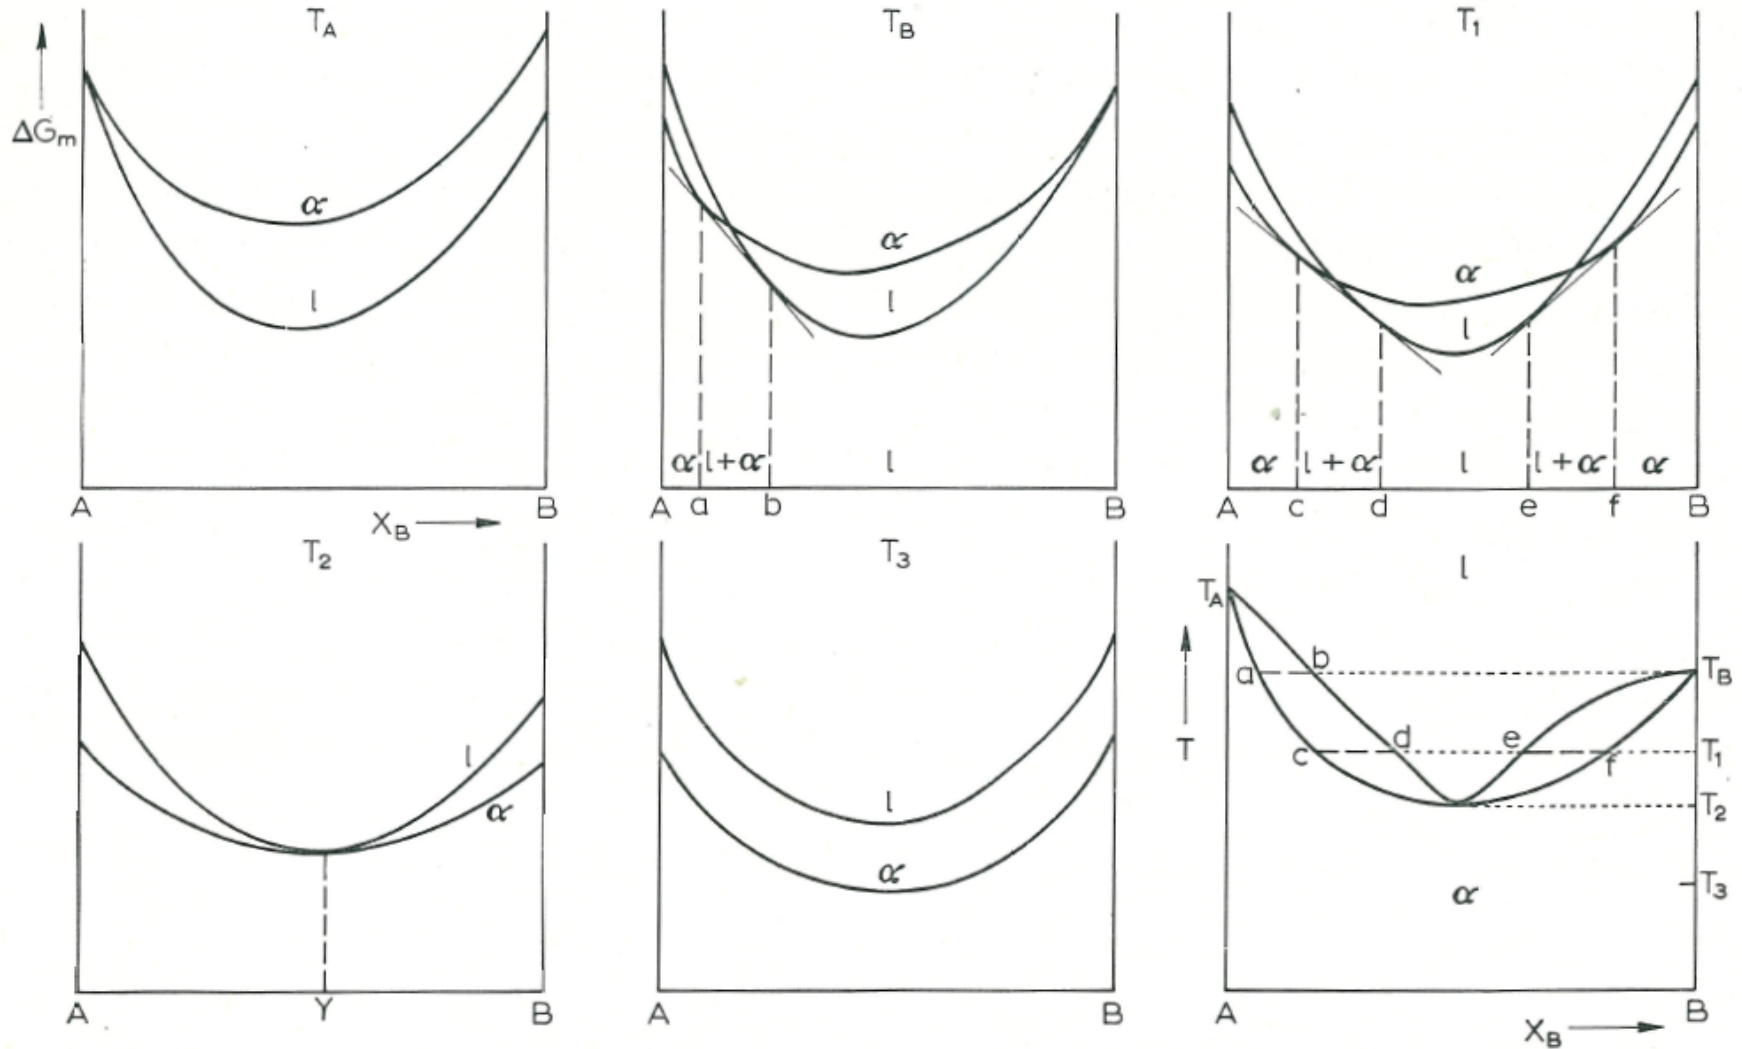 T_A T_B T_1
ΔG_m
α α α
l l l
α l+α l α l+α l l+α α
A B A a b B A c d e f B
X_B
T_2 T_3 l
T_A
b
l a T_B
α d e
l T c f T_1
T_2
α α T_3
A Y B A B A B
X_B